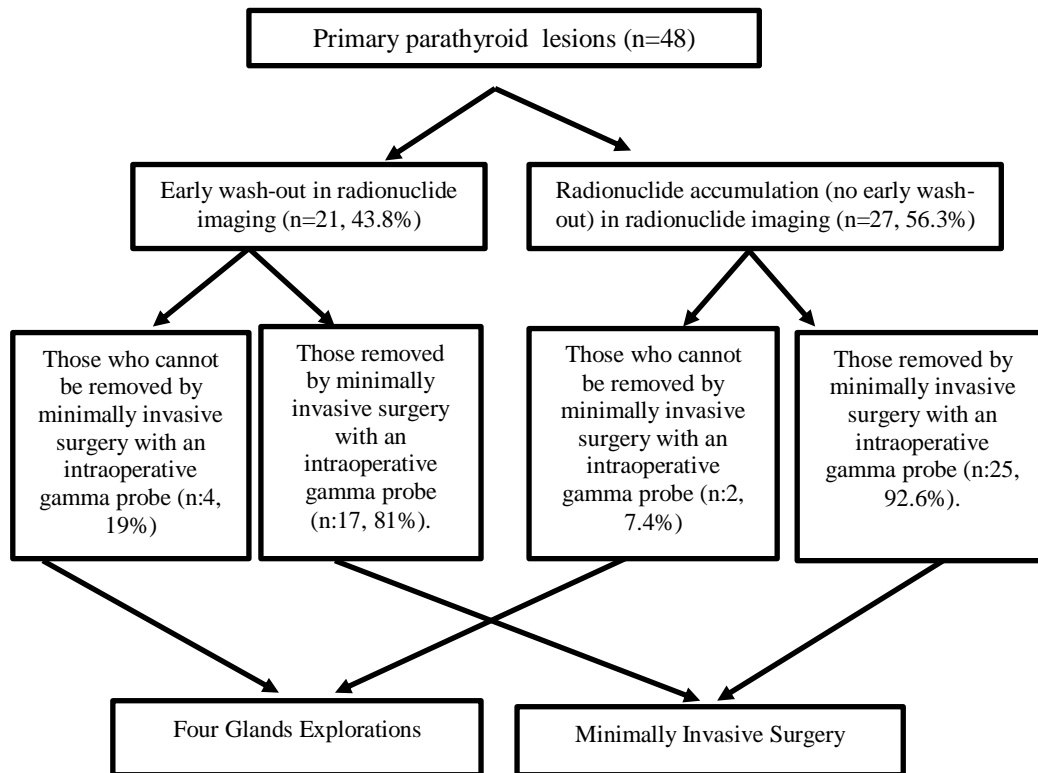 Primary parathyroid lesions (n=48)
Early wash-out in radionuclide
imaging (n=21, 43.8%)
Radionuclide accumulation (no early wash-
out) in radionuclide imaging (n=27, 56.3%)
Those who cannot
be removed by
minimally invasive
surgery with an
intraoperative
gamma probe (n:4,
19%)
Those removed
by minimally
invasive surgery
with an
intraoperative
gamma probe
(n:17, 81%).
Those who cannot
be removed by
minimally invasive
surgery with an
intraoperative
gamma probe (n:2,
7.4%)
Those removed by
minimally invasive
surgery with an
intraoperative
gamma probe (n:25,
92.6%).
Four Glands Explorations
Minimally Invasive Surgery